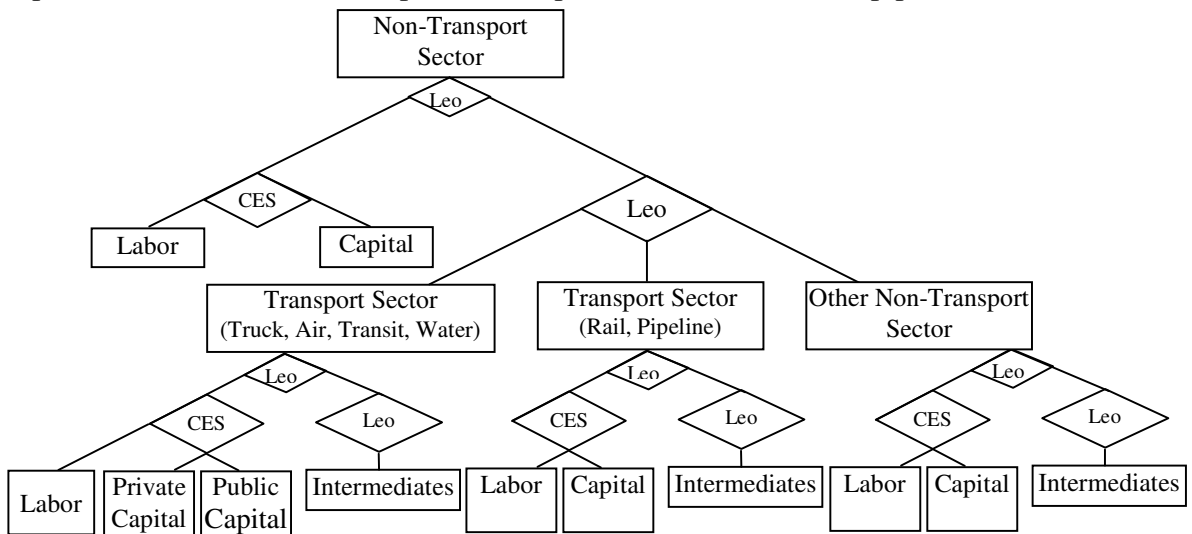 Non-Transport
Sector
Leo
CES
Leo
Labor
Capital
Transport Sector
(Truck, Air, Transit, Water)
Transport Sector
(Rail, Pipeline)
Other Non-Transport
Sector
Leo
Leo
Leo
CES
Leo
CES
Leo
CES
Leo
Labor
Private
Capital
Public
Capital
Intermediates
Labor
Capital
Intermediates
Labor
Capital
Intermediates